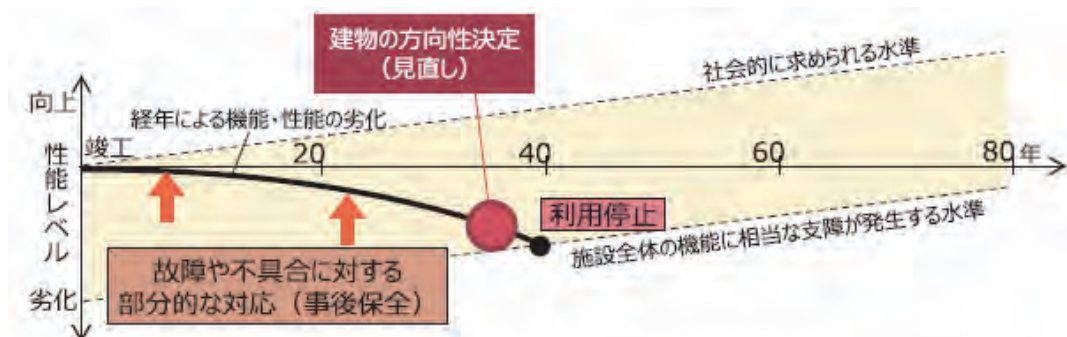 建物の方向性決定
（見直し）
社会的に求められる水準
向上
経年による機能・性能の劣化
竣工
20
40
60
80 年
性能レベル
利用停止
施設全体の機能に相当な支障が発生する水準
故障や不具合に対する
部分的な対応（事後保全）
劣化